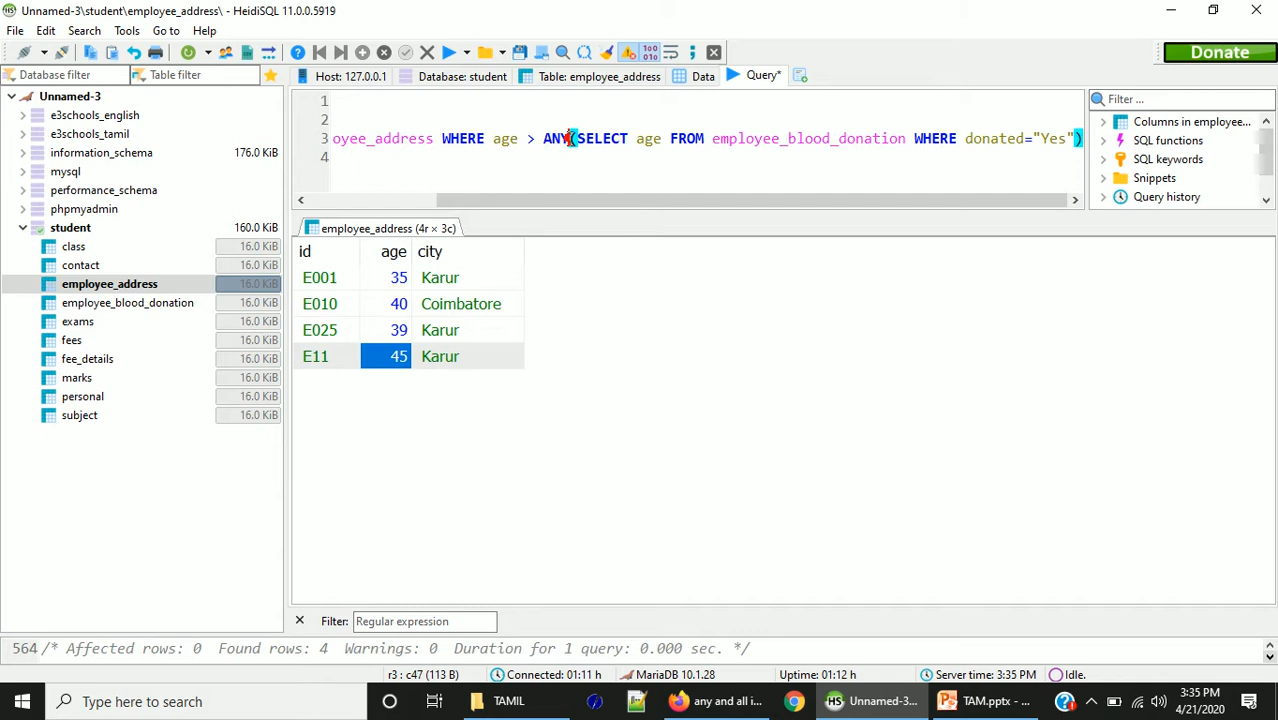 Unnamed-3\student\employee_address\ - HeidiSQL 11.0.0.5919
File Edit Search Tools Go to Help
Donate
Database filter
Table filter
Host: 127.0.0.1
Database: student
Table: employee_address
Data
Query*
Unnamed-3
e3schools_english
e3schools_tamil
information_schema 176.0 KiB
mysql
performance_schema
phpmyadmin
student 160.0 KiB
class 16.0 KiB
contact 16.0 KiB
employee_address 16.0 KiB
employee_blood_donation 16.0 KiB
exams 16.0 KiB
fees 16.0 KiB
fee_details 16.0 KiB
marks 16.0 KiB
personal 16.0 KiB
subject 16.0 KiB
1
2
3 oyee_address WHERE age > ANY(SELECT age FROM employee_blood_donation WHERE donated="Yes")
4
Filter ...
Columns in employee...
SQL functions
SQL keywords
Snippets
Query history
employee_address (4r × 3c)
id age city
E001 35 Karur
E010 40 Coimbatore
E025 39 Karur
E11 45 Karur
Filter: Regular expression
564 /* Affected rows: 0 Found rows: 4 Warnings: 0 Duration for 1 query: 0.000 sec. */
r3 : c47 (113 B) Connected: 01:11 h MariaDB 10.1.28 Uptime: 01:12 h Server time: 3:35 PM Idle.
Type here to search
TAMIL
any and all i...
Unnamed-3...
TAM.pptx - ...
3:35 PM
4/21/2020